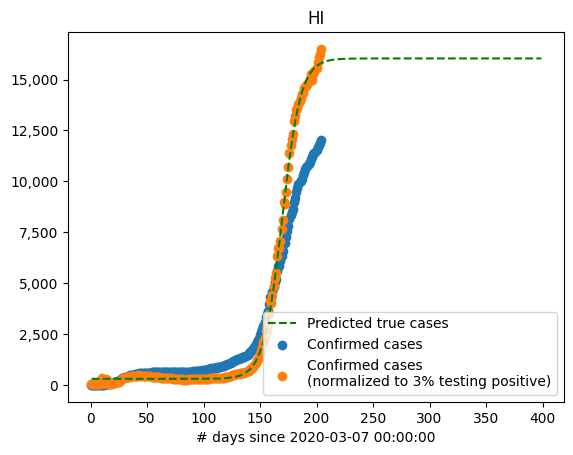 HI
15,000
12,500
10,000
7,500
5,000
2,500
0
Predicted true cases
Confirmed cases
Confirmed cases
(normalized to 3% testing positive)
0 50 100 150 200 250 300 350 400
# days since 2020-03-07 00:00:00